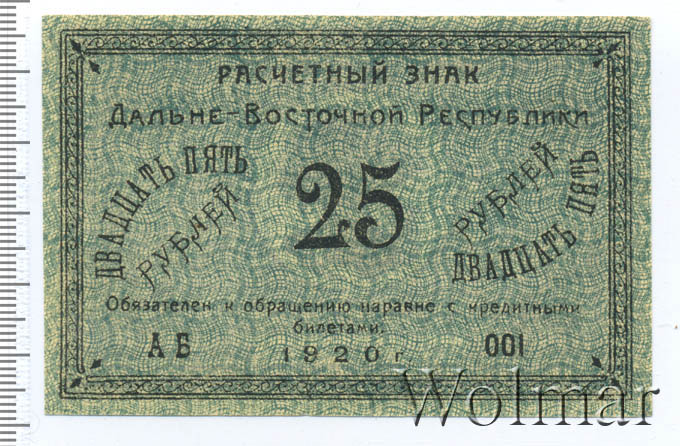 РАСЧЕТНЫЙ ЗНАК
ДАЛЬНЕ-ВОСТОЧНОЙ РЕСПУБЛИКИ
ДВАДЦАТЬ ПЯТЬ
РУБЛЕЙ
25
РУБЛЕЙ
ДВАДЦАТЬ ПЯТЬ
Обязателен к обращению наравне с кредитными
билетами.
АБ
1920 г.
001
Wolmar